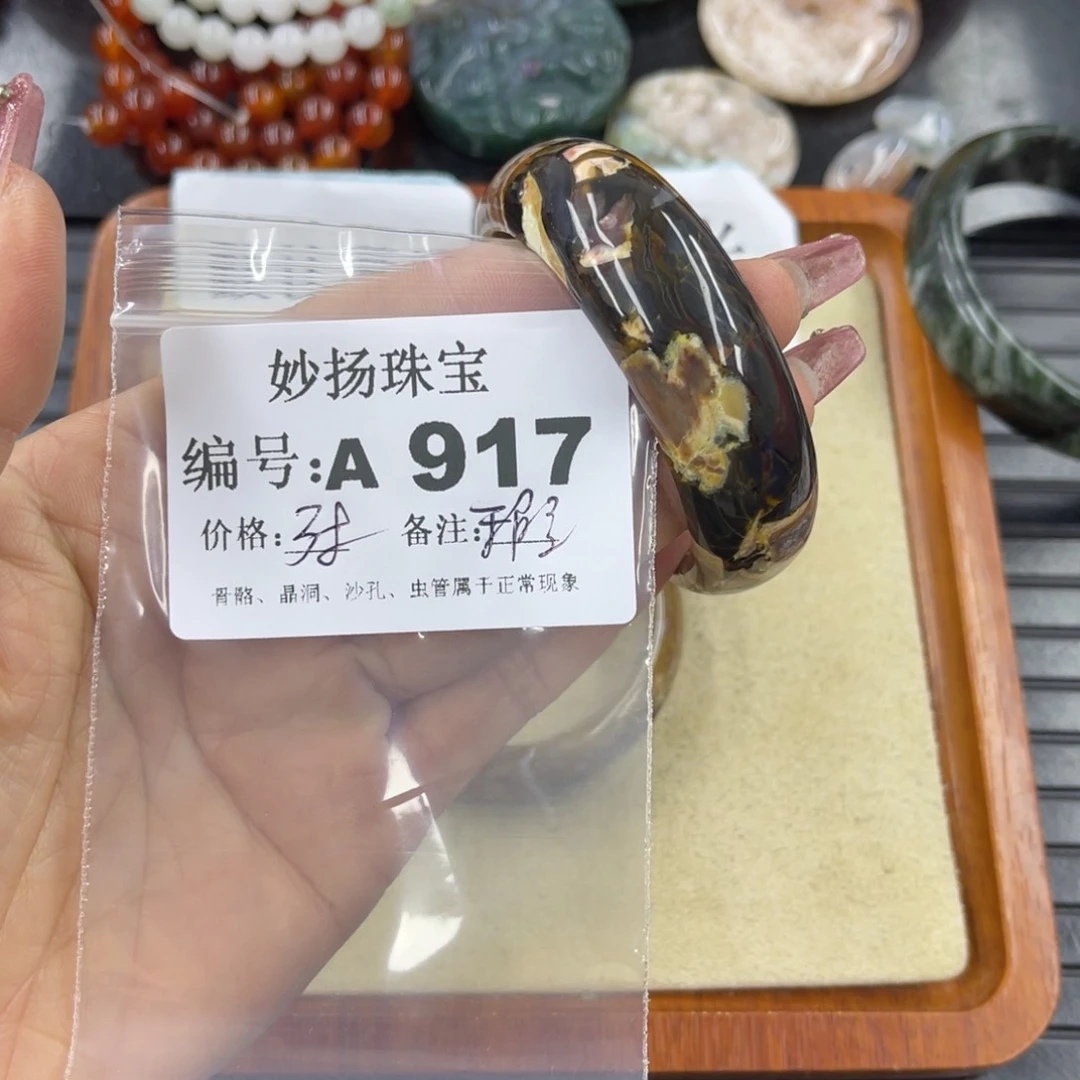 妙扬珠宝
编号:A 917
价格: 备注:
骨骼、晶洞、沙孔、虫管属于正常现象